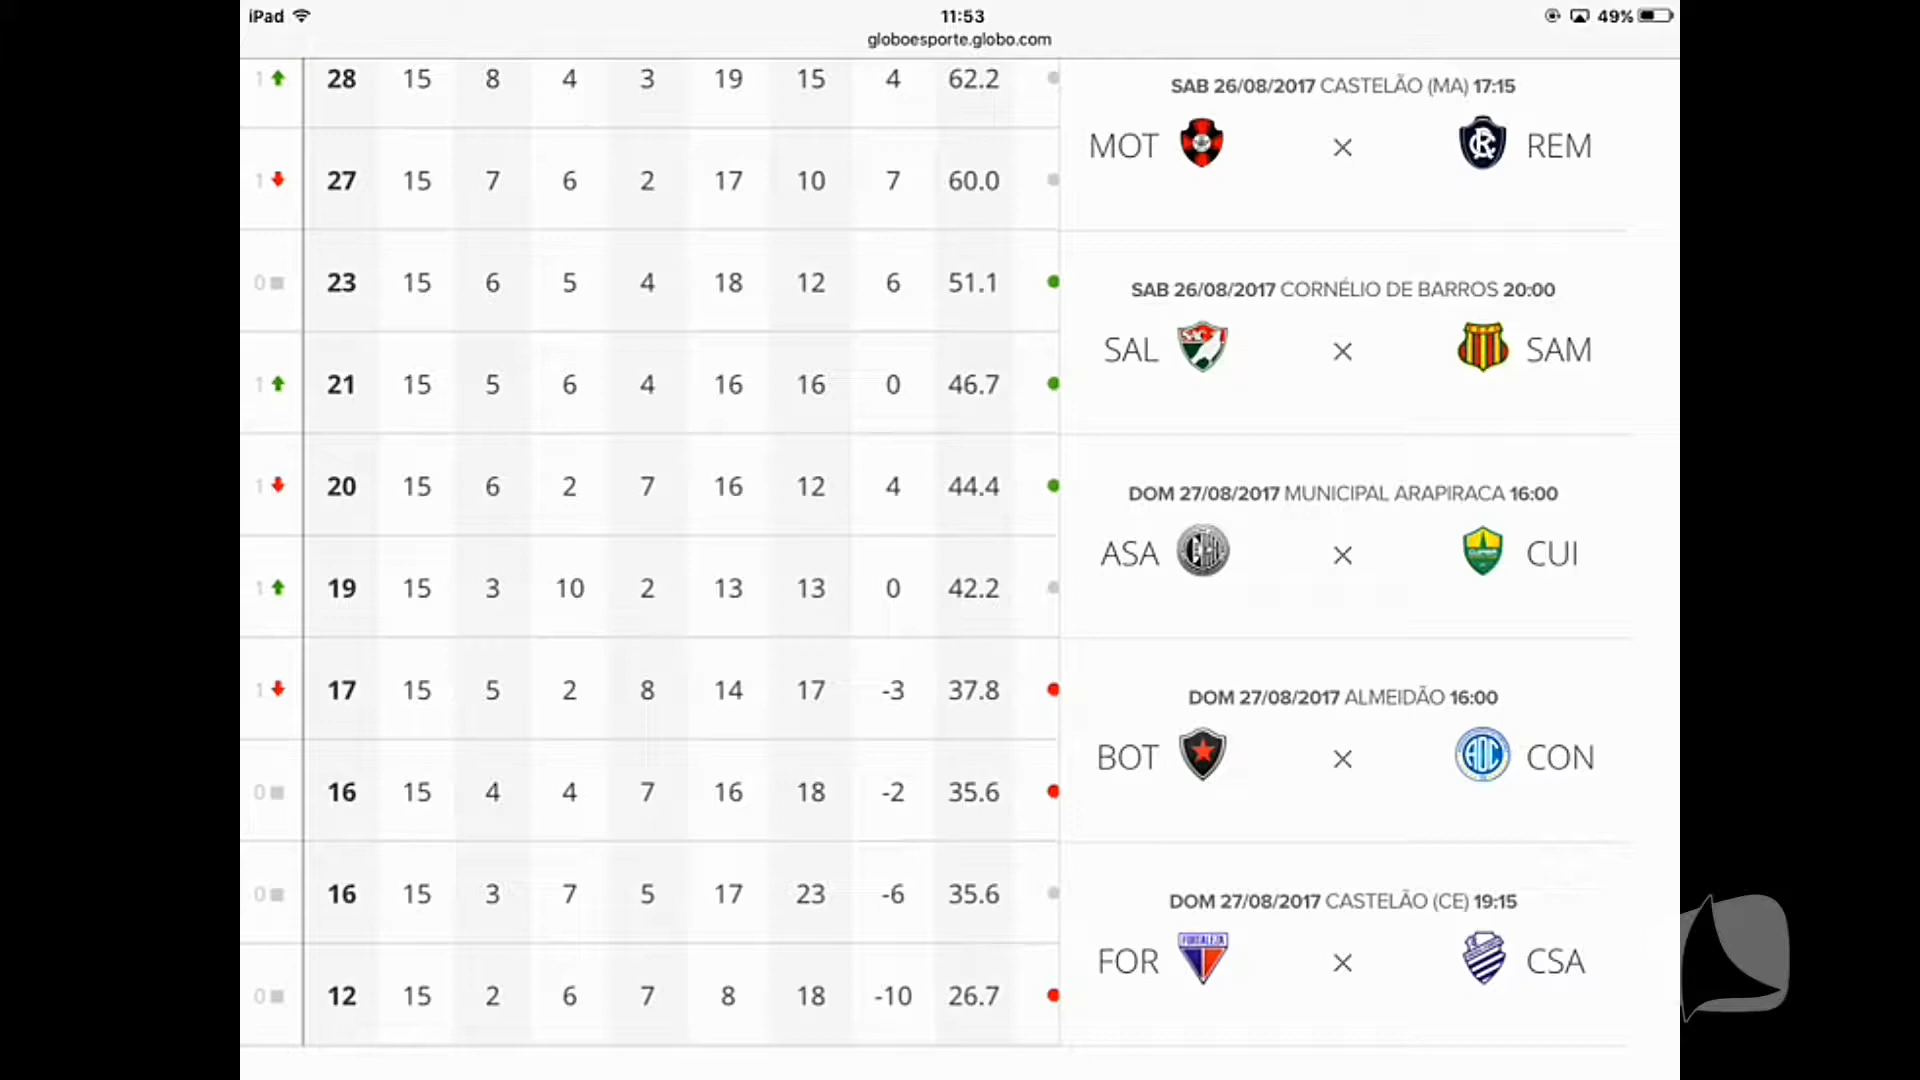 iPad 11:53 49%
globoesporte.globo.com
1 28 15 8 4 3 19 15 4 62.2
1 27 15 7 6 2 17 10 7 60.0
0 23 15 6 5 4 18 12 6 51.1
1 21 15 5 6 4 16 16 0 46.7
1 20 15 6 2 7 16 12 4 44.4
1 19 15 3 10 2 13 13 0 42.2
1 17 15 5 2 8 14 17 -3 37.8
0 16 15 4 4 7 16 18 -2 35.6
0 16 15 3 7 5 17 23 -6 35.6
0 12 15 2 6 7 8 18 -10 26.7
SAB 26/08/2017 CASTELÃO (MA) 17:15
MOT × REM
SAB 26/08/2017 CORNÉLIO DE BARROS 20:00
SAL × SAM
DOM 27/08/2017 MUNICIPAL ARAPIRACA 16:00
ASA × CUI
DOM 27/08/2017 ALMEIDÃO 16:00
BOT × CON
DOM 27/08/2017 CASTELÃO (CE) 19:15
FOR FORTALEZA × CSA